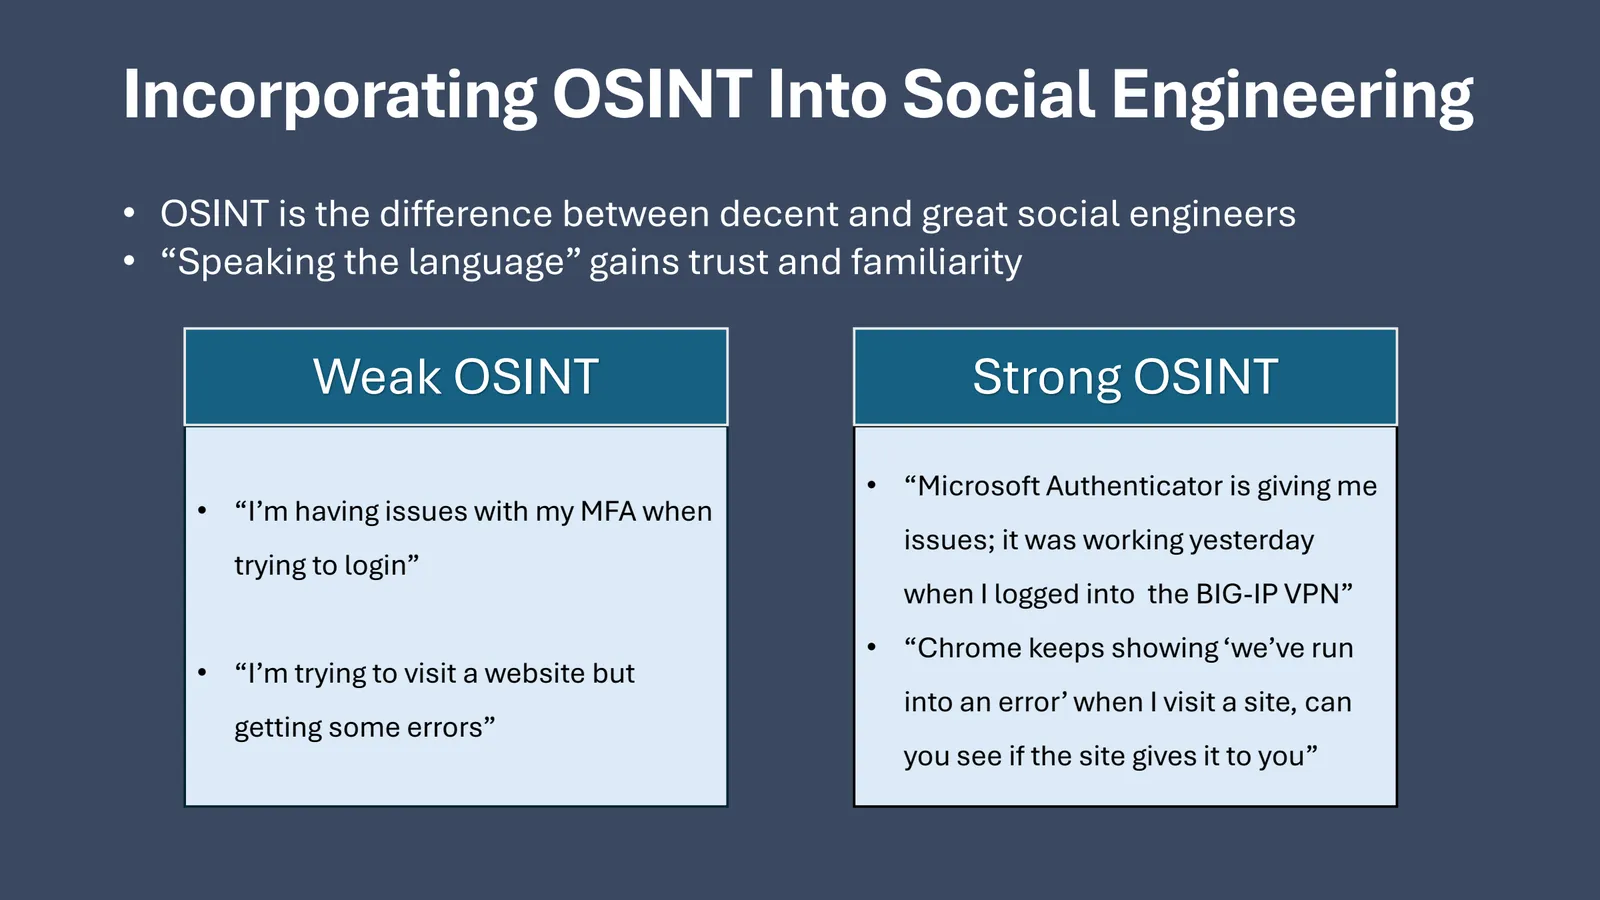 Incorporating OSINT Into Social Engineering
• OSINT is the difference between decent and great social engineers
• “Speaking the language” gains trust and familiarity
Weak OSINT
• “I’m having issues with my MFA when
trying to login”
• “I’m trying to visit a website but
getting some errors”
Strong OSINT
• “Microsoft Authenticator is giving me
issues; it was working yesterday
when I logged into  the BIG-IP VPN”
• “Chrome keeps showing ‘we’ve run
into an error’ when I visit a site, can
you see if the site gives it to you”